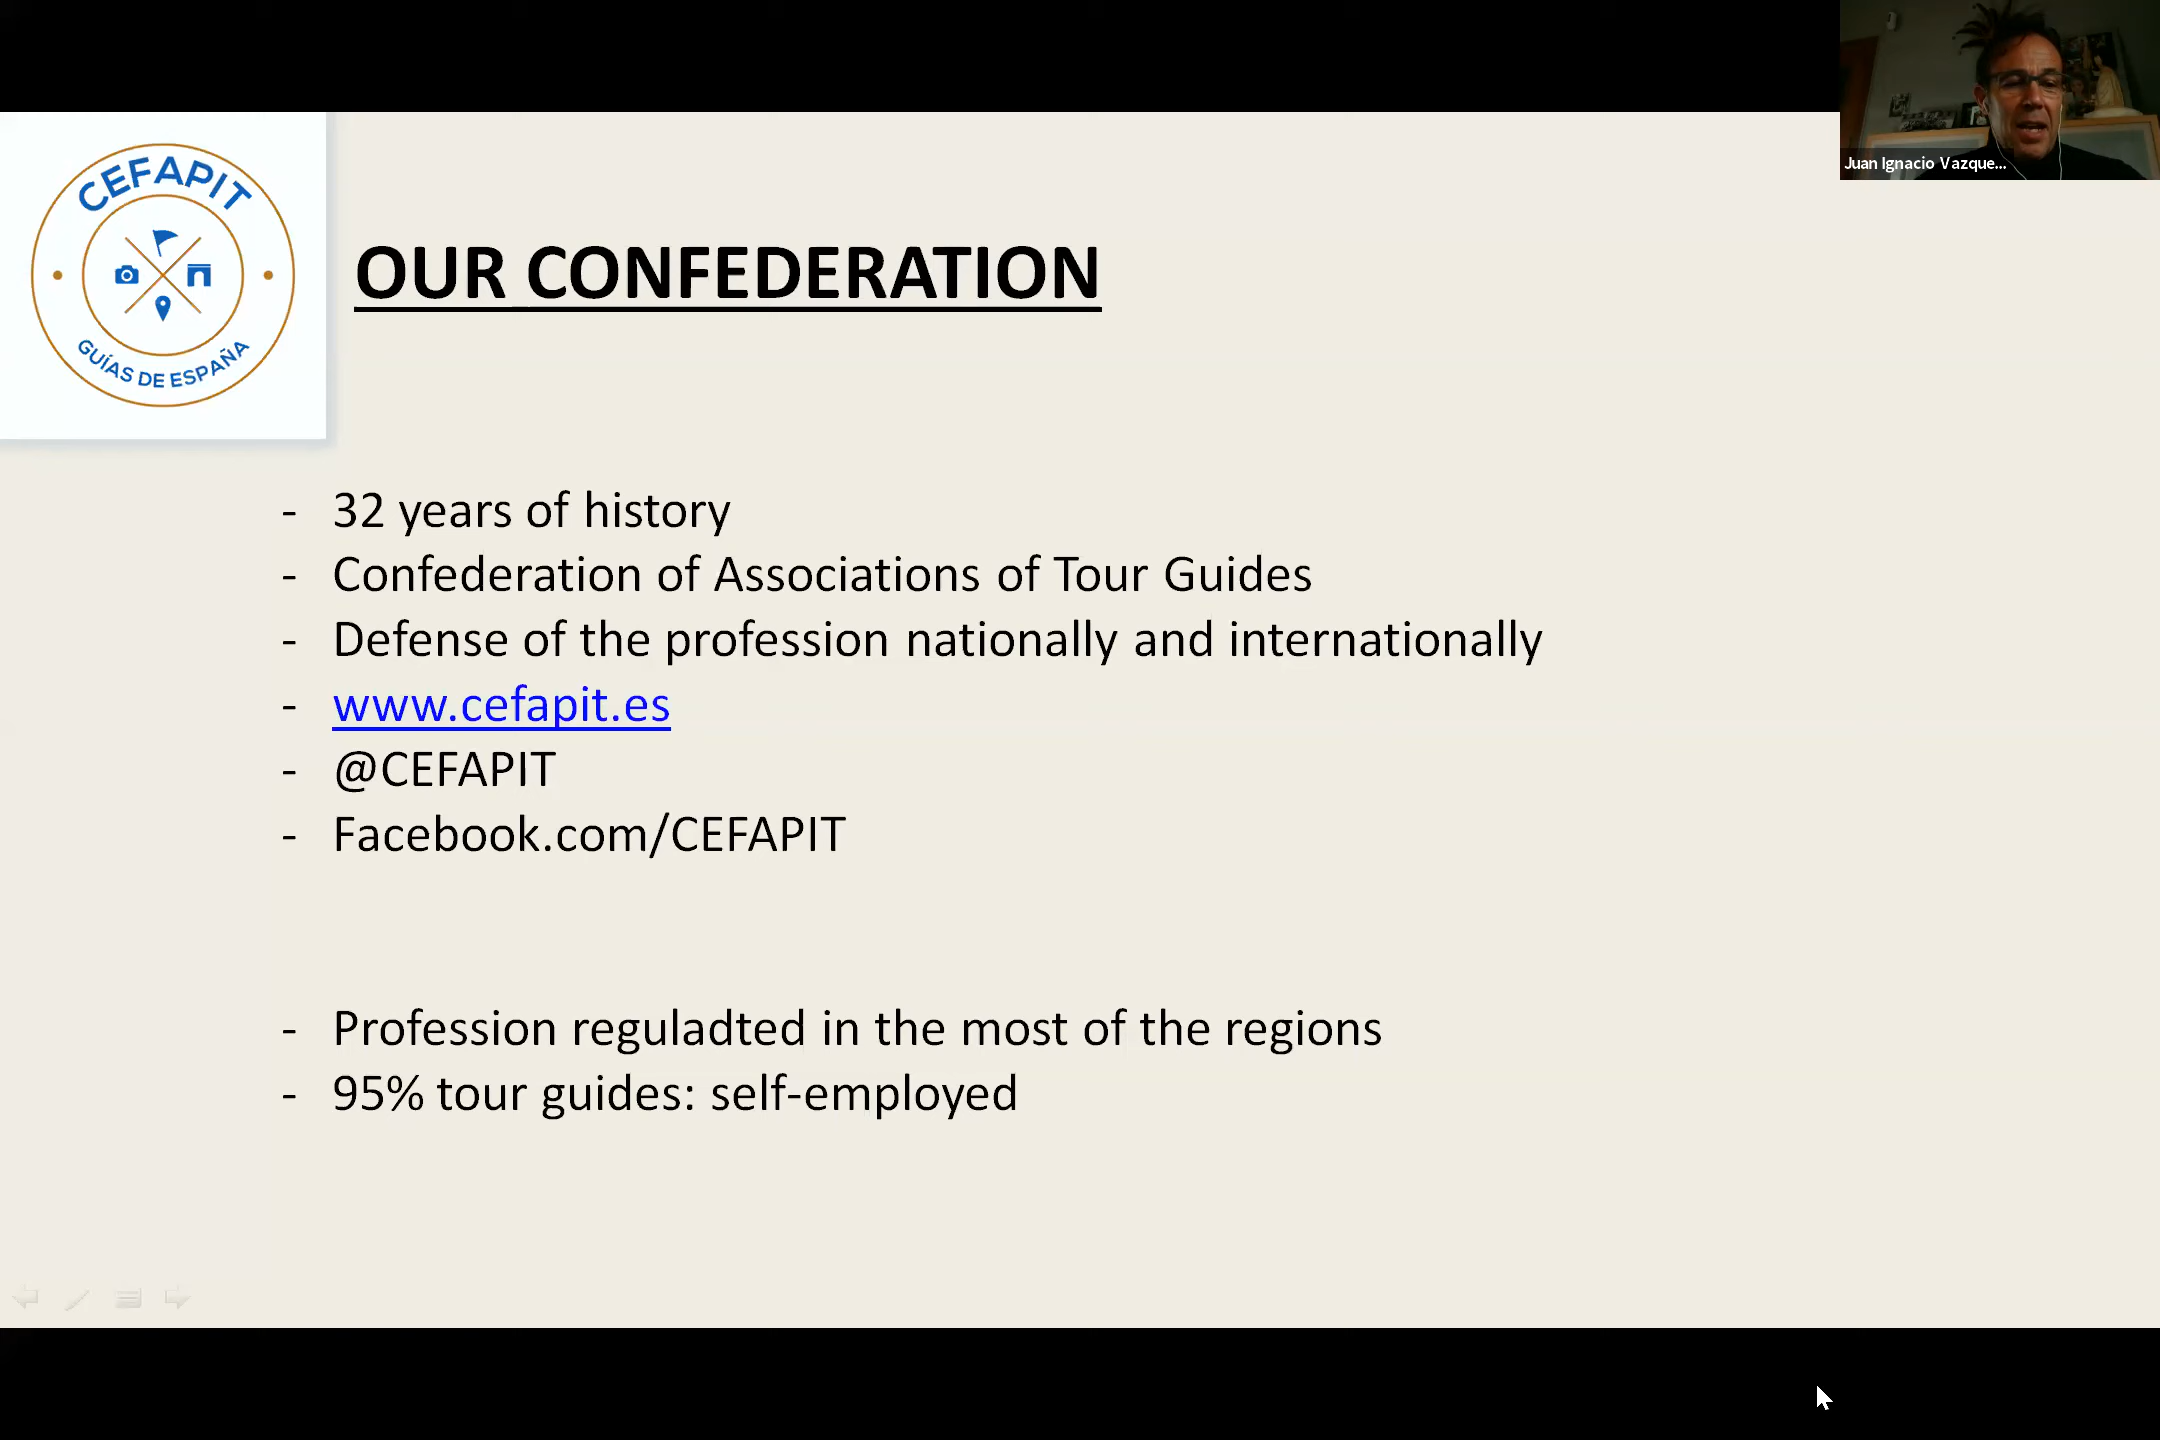 Juan Ignacio Vazque...
CEFAPIT
GUÍAS DE ESPAÑA
OUR CONFEDERATION
- 32 years of history
- Confederation of Associations of Tour Guides
- Defense of the profession nationally and internationally
- www.cefapit.es
- @CEFAPIT
- Facebook.com/CEFAPIT
- Profession reguladted in the most of the regions
- 95% tour guides: self-employed